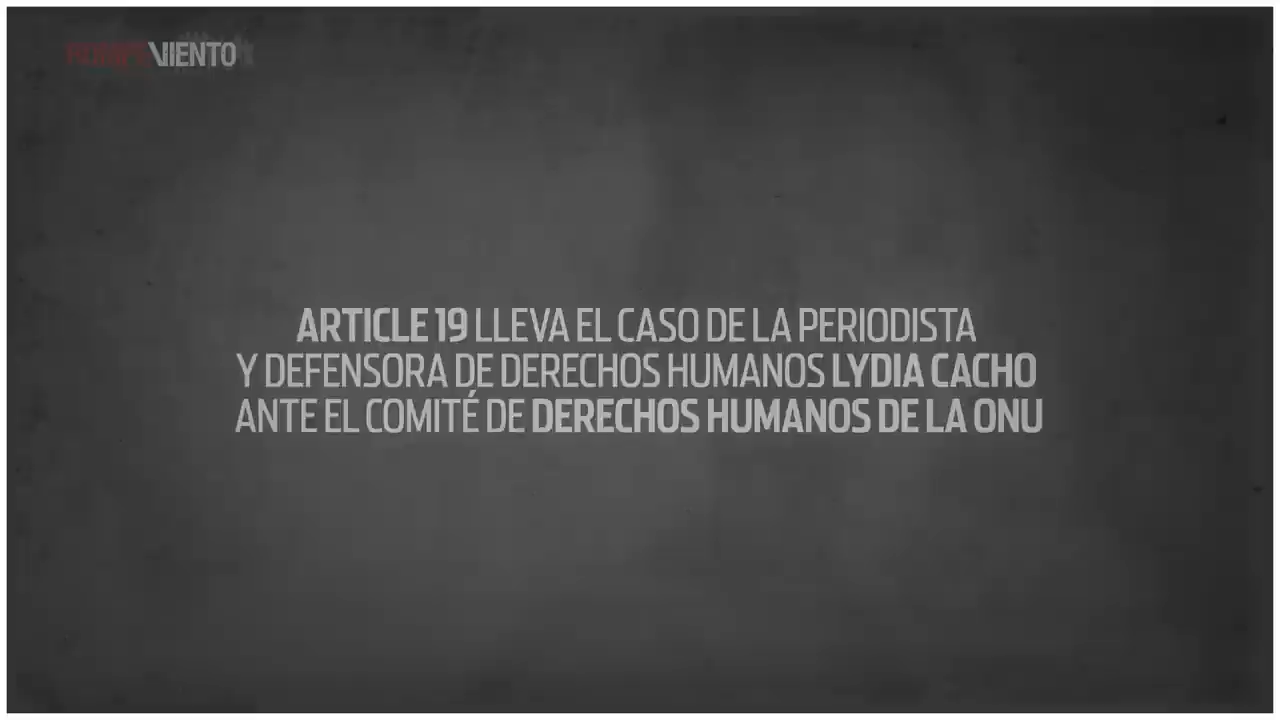 ROMPEVIENTO
ARTICLE 19 LLEVA EL CASO DE LA PERIODISTA
Y DEFENSORA DE DERECHOS HUMANOS LYDIA CACHO
ANTE EL COMITÉ DE DERECHOS HUMANOS DE LA ONU